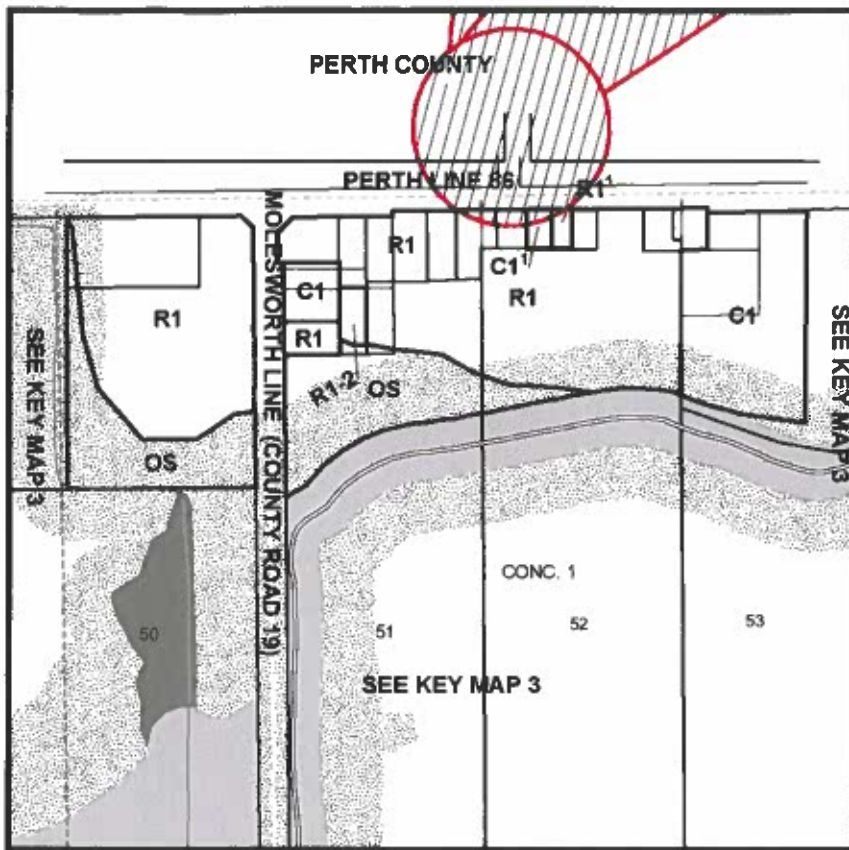 PERTH COUNTY
PERTH LINE 86
R1¹
MOLESWORTH LINE (COUNTY ROAD 19)
R1
C1¹
C1
R1
R1
C1
R1
SEE KEY MAP 3
SEE KEY MAP 3
R1-2
OS
OS
CONC. 1
50
51
52
53
SEE KEY MAP 3